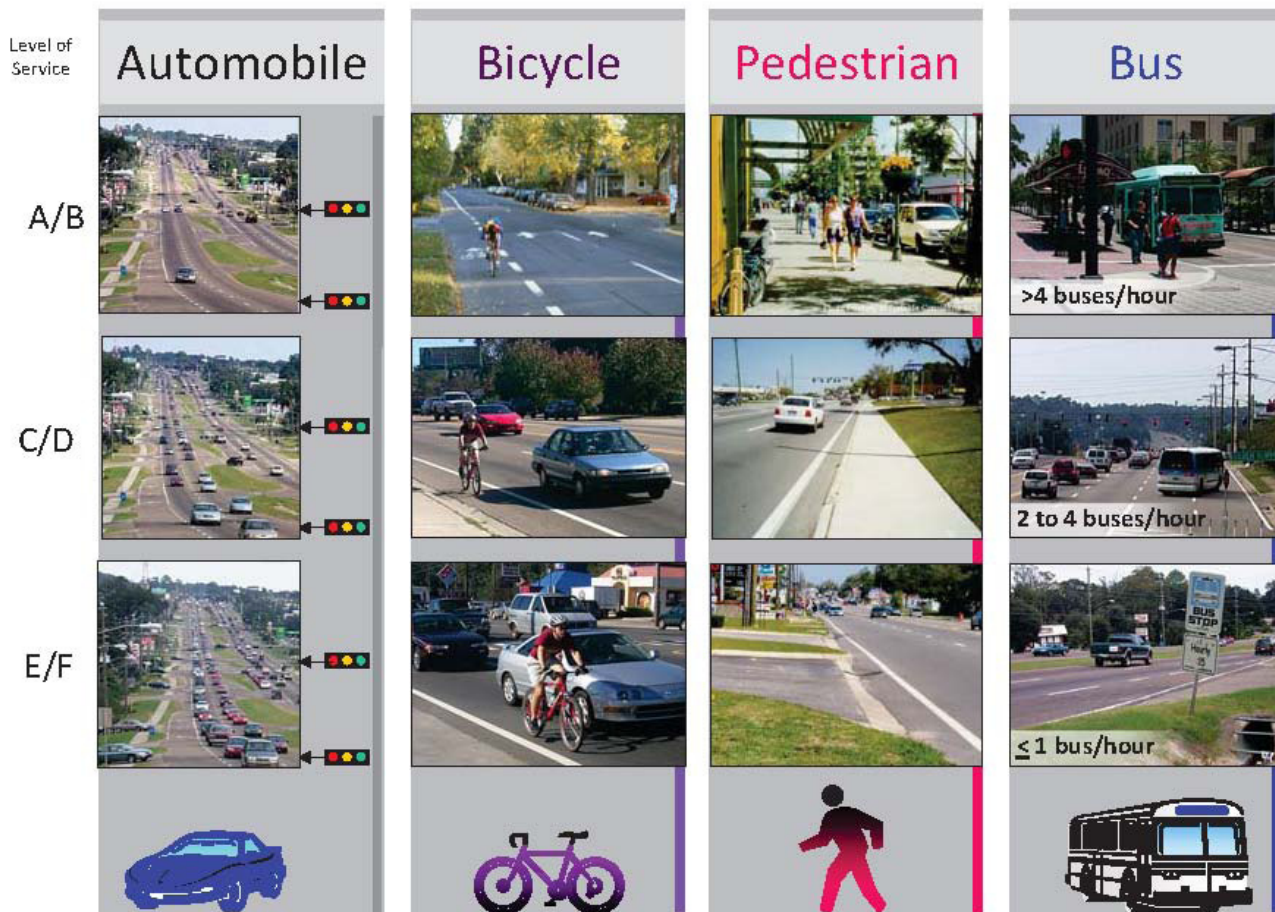 Level of
Service
Automobile
Bicycle
Pedestrian
Bus
A/B
>4 buses/hour
C/D
2 to 4 buses/hour
E/F
BUS
STOP
Hourly
≤ 1 bus/hour